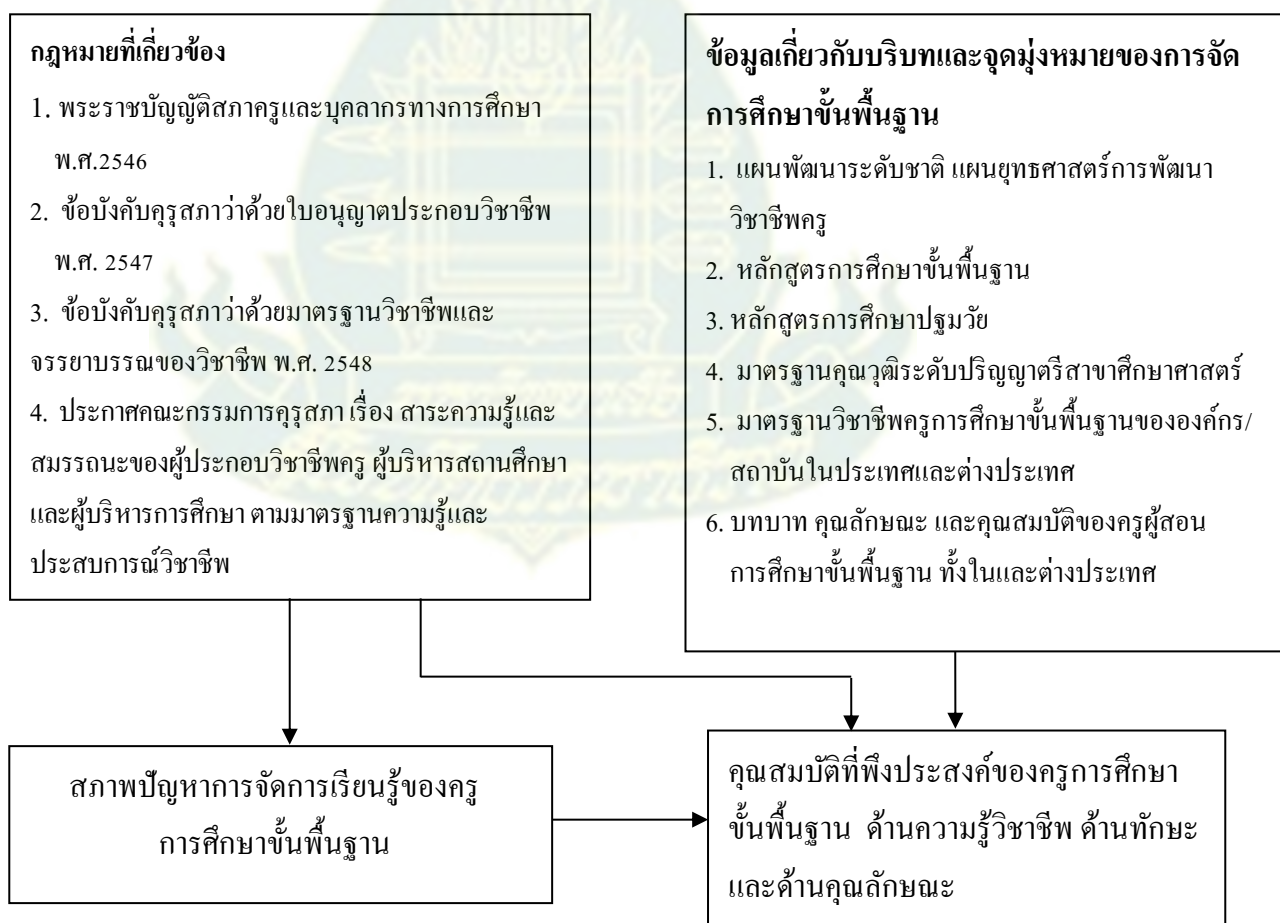 กฎหมายที่เกี่ยวข้อง
1. พระราชบัญญัติสภาครูและบุคลากรทางการศึกษา
พ.ศ.2546
2. ข้อบังคับคุรุสภาว่าด้วยใบอนุญาตประกอบวิชาชีพ
พ.ศ. 2547
3. ข้อบังคับคุรุสภาว่าด้วยมาตรฐานวิชาชีพและ
จรรยาบรรณของวิชาชีพ พ.ศ. 2548
4. ประกาศคณะกรรมการคุรุสภา เรื่อง สาระความรู้และ
สมรรถนะของผู้ประกอบวิชาชีพครู ผู้บริหารสถานศึกษา
และผู้บริหารการศึกษา ตามมาตรฐานความรู้และ
ประสบการณ์วิชาชีพ
ข้อมูลเกี่ยวกับบริบทและจุดมุ่งหมายของการจัด
การศึกษาขั้นพื้นฐาน
1. แผนพัฒนาระดับชาติ แผนยุทธศาสตร์การพัฒนา
วิชาชีพครู
2. หลักสูตรการศึกษาขั้นพื้นฐาน
3. หลักสูตรการศึกษาปฐมวัย
4. มาตรฐานคุณวุฒิระดับปริญญาตรีสาขาศึกษาศาสตร์
5. มาตรฐานวิชาชีพครูการศึกษาขั้นพื้นฐานขององค์กร/
สถาบันในประเทศและต่างประเทศ
6. บทบาท คุณลักษณะ และคุณสมบัติของครูผู้สอน
การศึกษาขั้นพื้นฐาน ทั้งในและต่างประเทศ
สภาพปัญหาการจัดการเรียนรู้ของครู
การศึกษาขั้นพื้นฐาน
คุณสมบัติที่พึงประสงค์ของครูการศึกษา
ขั้นพื้นฐาน ด้านความรู้วิชาชีพ ด้านทักษะ
และด้านคุณลักษณะ